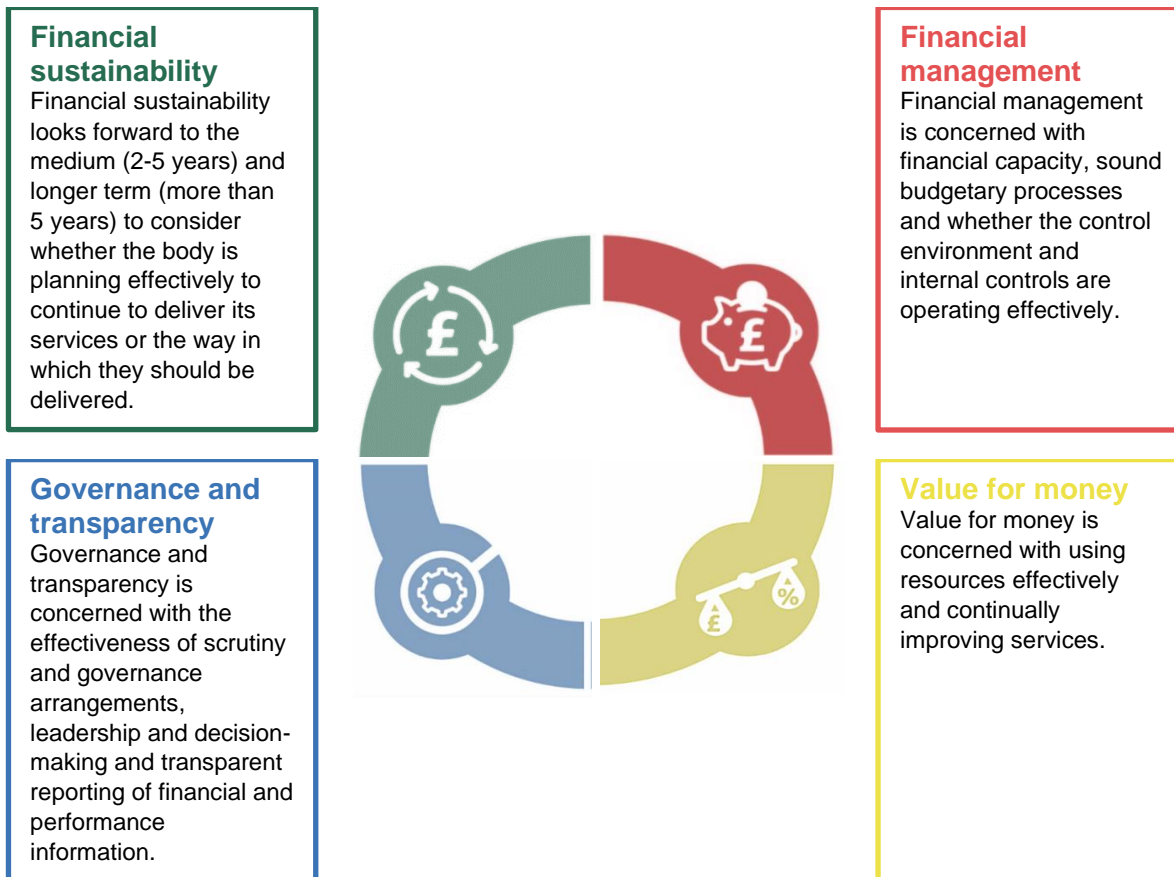 Financial
sustainability
Financial sustainability
looks forward to the
medium (2-5 years) and
longer term (more than
5 years) to consider
whether the body is
planning effectively to
continue to deliver its
services or the way in
which they should be
delivered.
Financial
management
Financial management
is concerned with
financial capacity, sound
budgetary processes
and whether the control
environment and
internal controls are
operating effectively.
£
£
Governance and
transparency
Governance and
transparency is
concerned with the
effectiveness of scrutiny
and governance
arrangements,
leadership and decision-
making and transparent
reporting of financial and
performance
information.
£
%
Value for money
Value for money is
concerned with using
resources effectively
and continually
improving services.